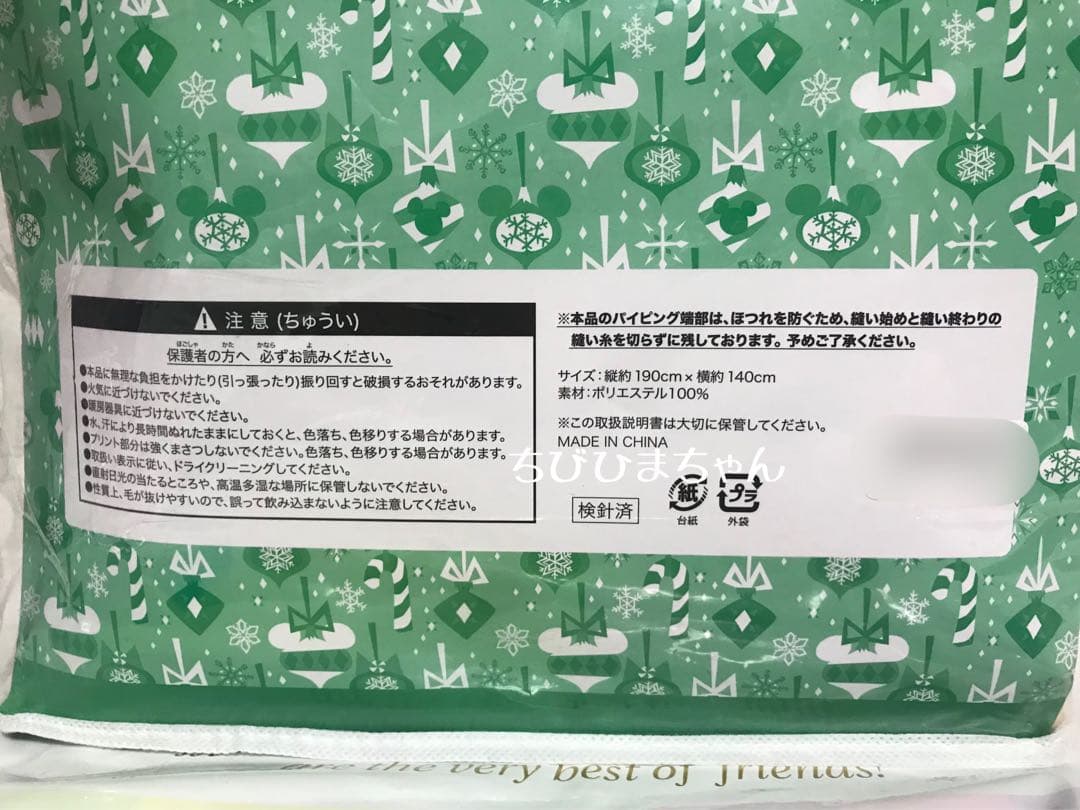 注意(ちゅうい)
ほごしゃ かた かなら よ
保護者の方へ 必ずお読みください。
●本品に無理な負担をかけたり(引っ張ったり)振り回すと破損するおそれがあります。
●火気に近づけないでください。
●暖房器具に近づけないでください。
●水、汗により長時間ぬれたままにしておくと、色落ち、色移りする場合があります。
●プリント部分は強くまさつしないでください。色落ち、色移りする場合があります。
●取扱い表示に従い、ドライクリーニングしてください。
●直射日光の当たるところや、高温多湿な場所に保管しないでください。
●性質上、毛が抜けやすいので、誤って飲み込まないように注意してください。
※本品のパイピング端部は、ほつれを防ぐため、縫い始めと縫い終わりの
縫い糸を切らずに残しております。予めご了承ください。
サイズ:縦約190cm×横約140cm
素材:ポリエステル100%
※この取扱説明書は大切に保管してください。
MADE IN CHINA
ちびひまちゃん
検針済
紙
台紙
プラ
外袋
are the very best of friends!